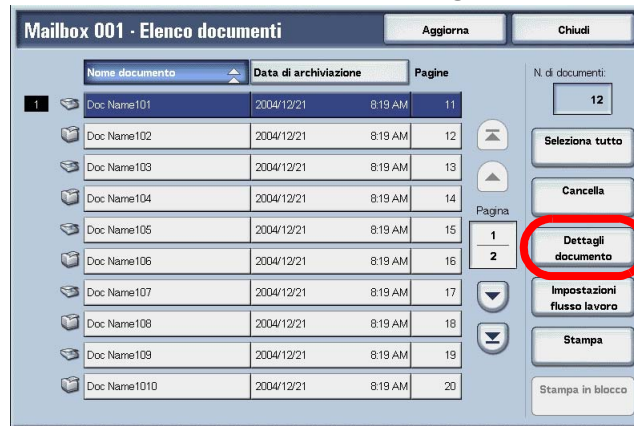 Mailbox 001 - Elenco documenti
Aggiorna
Chiudi
Nome documento Data di archiviazione Pagine
N. di documenti:
12
1 Doc Name101 2004/12/21 8:19 AM 11
Doc Name102 2004/12/21 8:19 AM 12
Doc Name103 2004/12/21 8:19 AM 13
Doc Name104 2004/12/21 8:19 AM 14
Doc Name105 2004/12/21 8:19 AM 15
Doc Name106 2004/12/21 8:19 AM 16
Doc Name107 2004/12/21 8:19 AM 17
Doc Name108 2004/12/21 8:19 AM 18
Doc Name109 2004/12/21 8:19 AM 19
Doc Name1010 2004/12/21 8:19 AM 20
Pagina
1
2
Seleziona tutto
Cancella
Dettagli
documento
Impostazioni
flusso lavoro
Stampa
Stampa in blocco